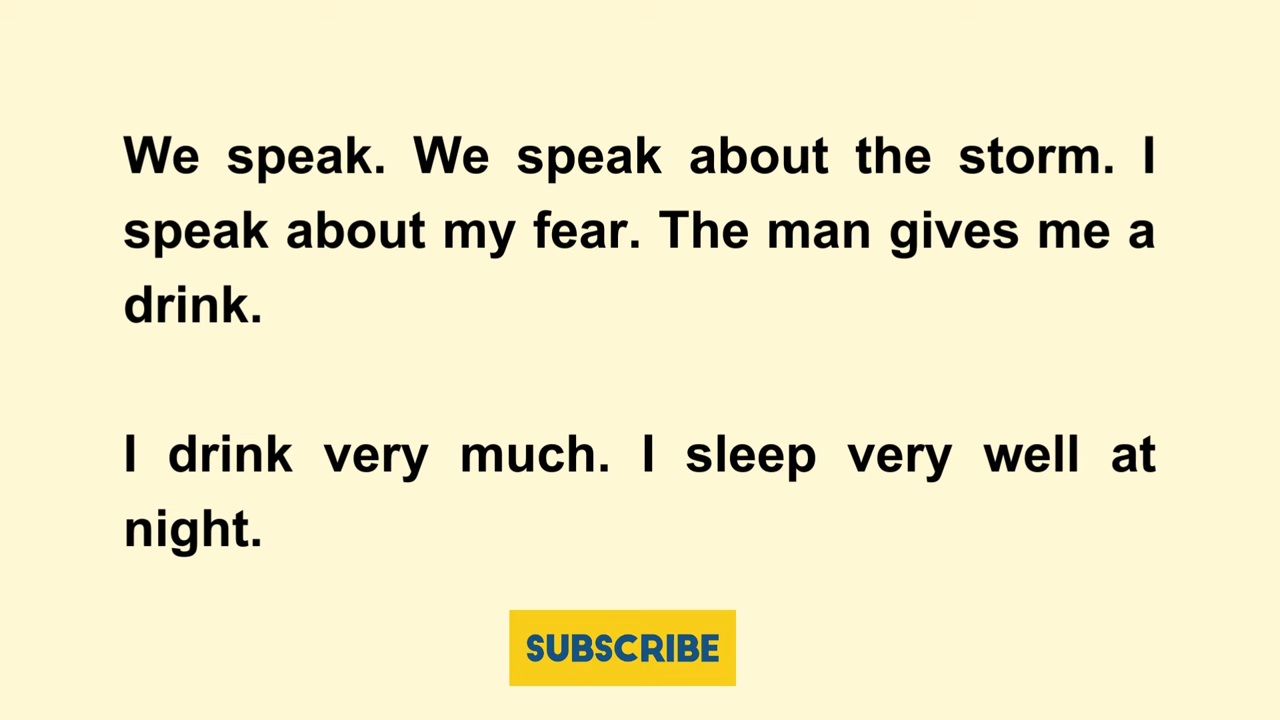 We speak. We speak about the storm. I
speak about my fear. The man gives me a
drink.
I drink very much. I sleep very well at
night.
SUBSCRIBE